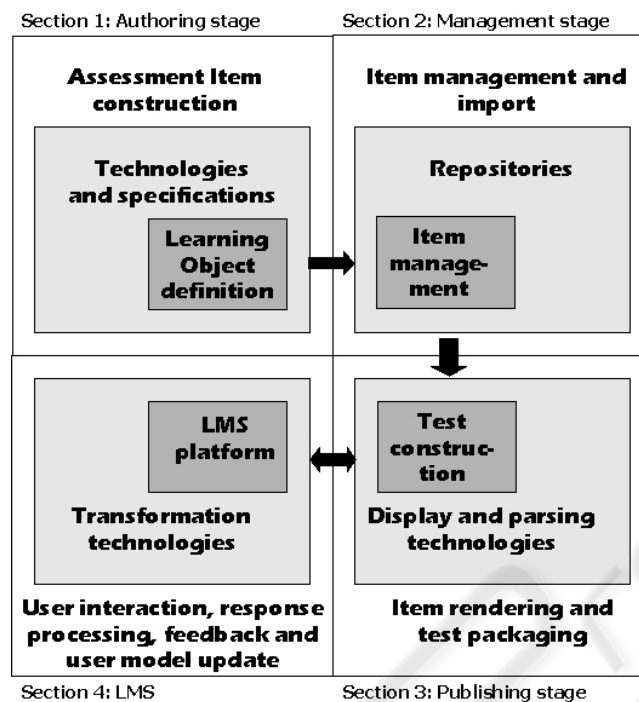 Section 1: Authoring stage
Assessment Item
construction
Technologies
and specifications
Learning
Object
definition
Section 2: Management stage
Item management and
import
Repositories
Item
manage-
ment
LMS
platform
Transformation
technologies
User interaction, response
processing, feedback and
user model update
Section 4: LMS
Test
construc-
tion
Display and parsing
technologies
Item rendering and
test packaging
Section 3: Publishing stage